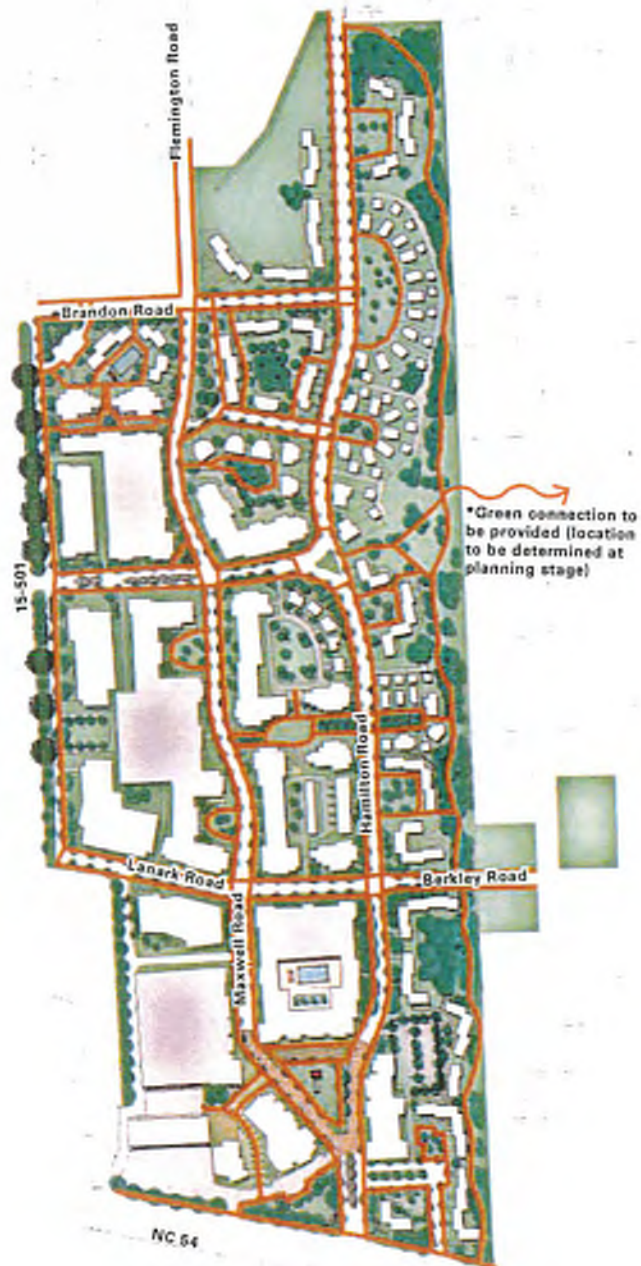 Flemington Road
Brandon Road
*Green connection to
be provided (location
to be determined at
planning stage)
15-501
Hamilton Road
Lanark Road
Barkley Road
Maxwell Road
NC 54